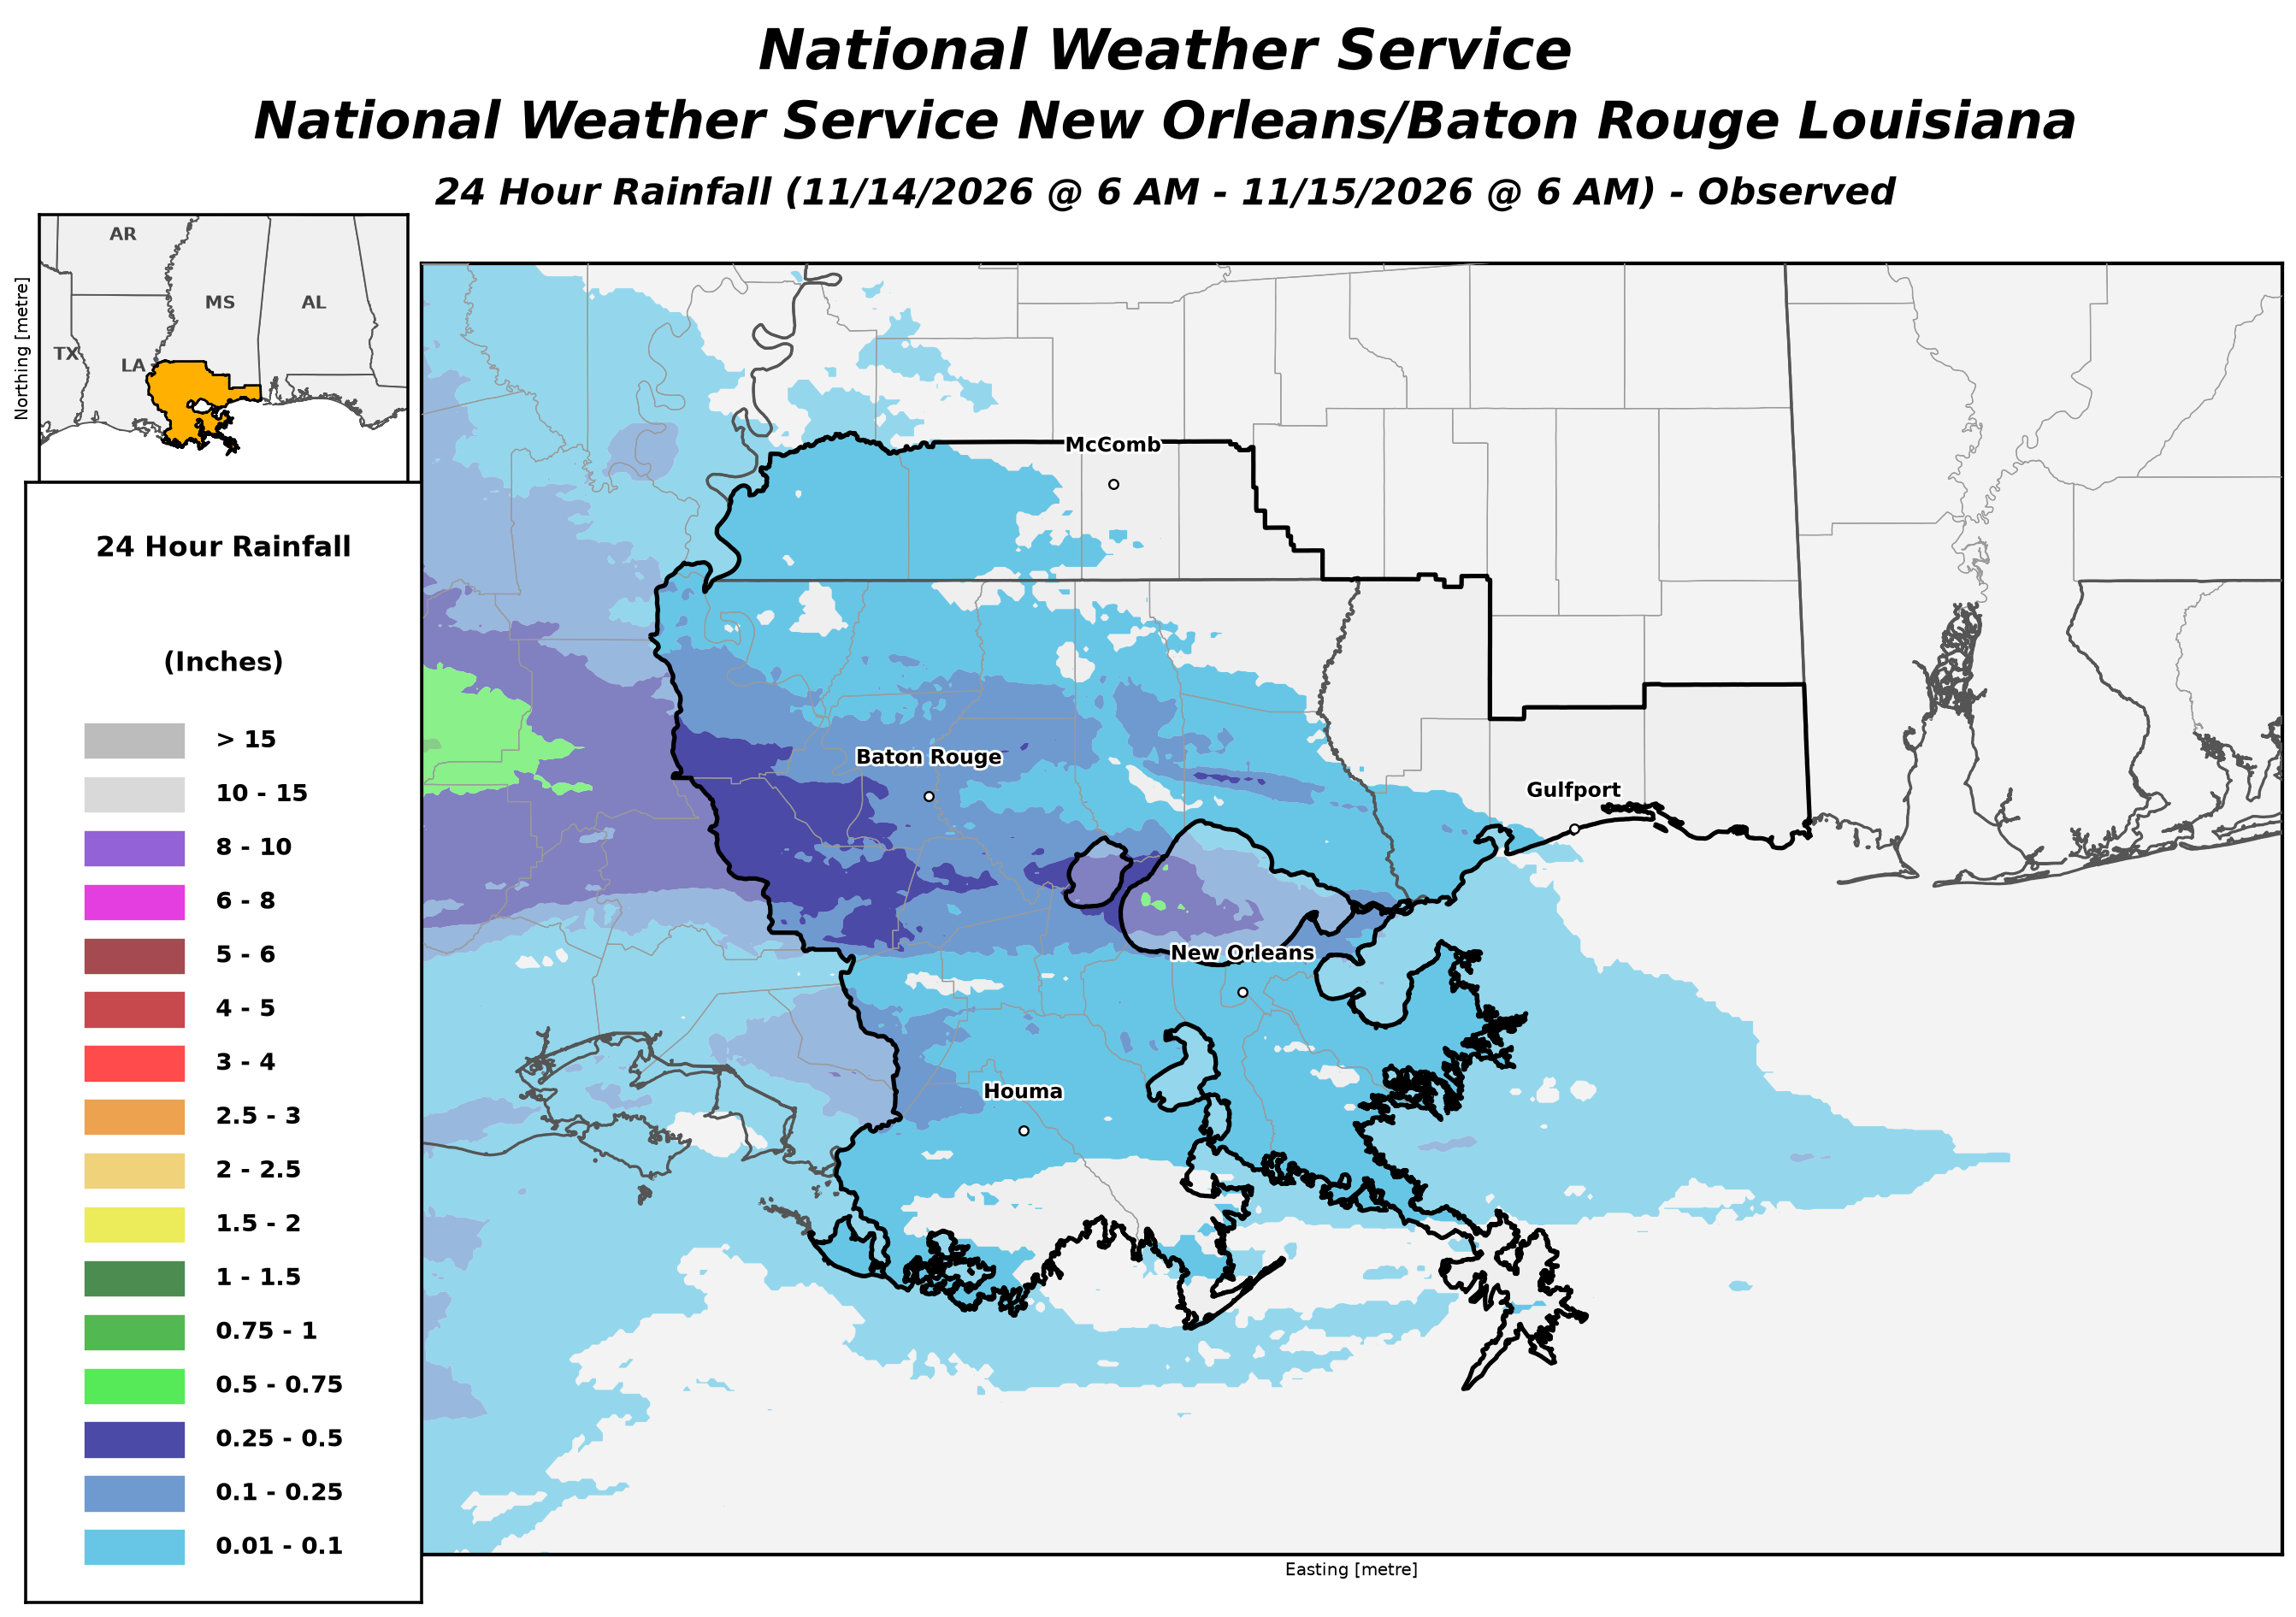 National Weather Service
National Weather Service New Orleans/Baton Rouge Louisiana
24 Hour Rainfall (11/14/2026 @ 6 AM - 11/15/2026 @ 6 AM) - Observed
Northing [metre]
AR
MS
AL
TX
LA
24 Hour Rainfall
(Inches)
> 15
10 - 15
8 - 10
6 - 8
5 - 6
4 - 5
3 - 4
2.5 - 3
2 - 2.5
1.5 - 2
1 - 1.5
0.75 - 1
0.5 - 0.75
0.25 - 0.5
0.1 - 0.25
0.01 - 0.1
McComb
Baton Rouge
Gulfport
New Orleans
Houma
Easting [metre]